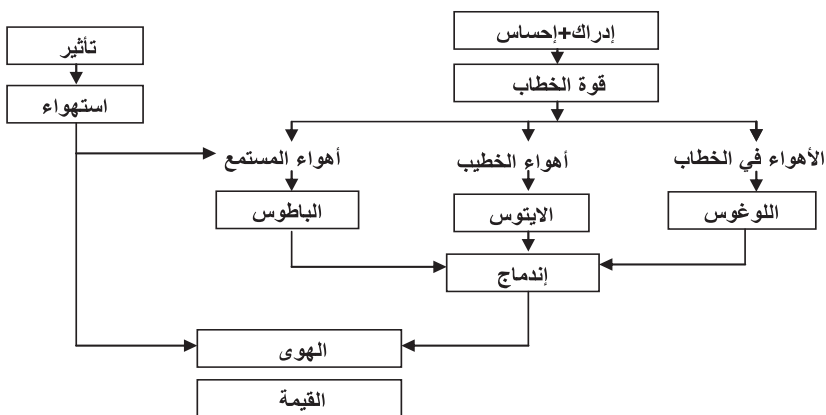 إدراك+إحساس
تأثير
قوة الخطاب
استهواء
الأهواء في الخطاب
أهواء الخطيب
أهواء المستمع
اللوغوس
الايتوس
الباطوس
إندماج
الهوى
القيمة